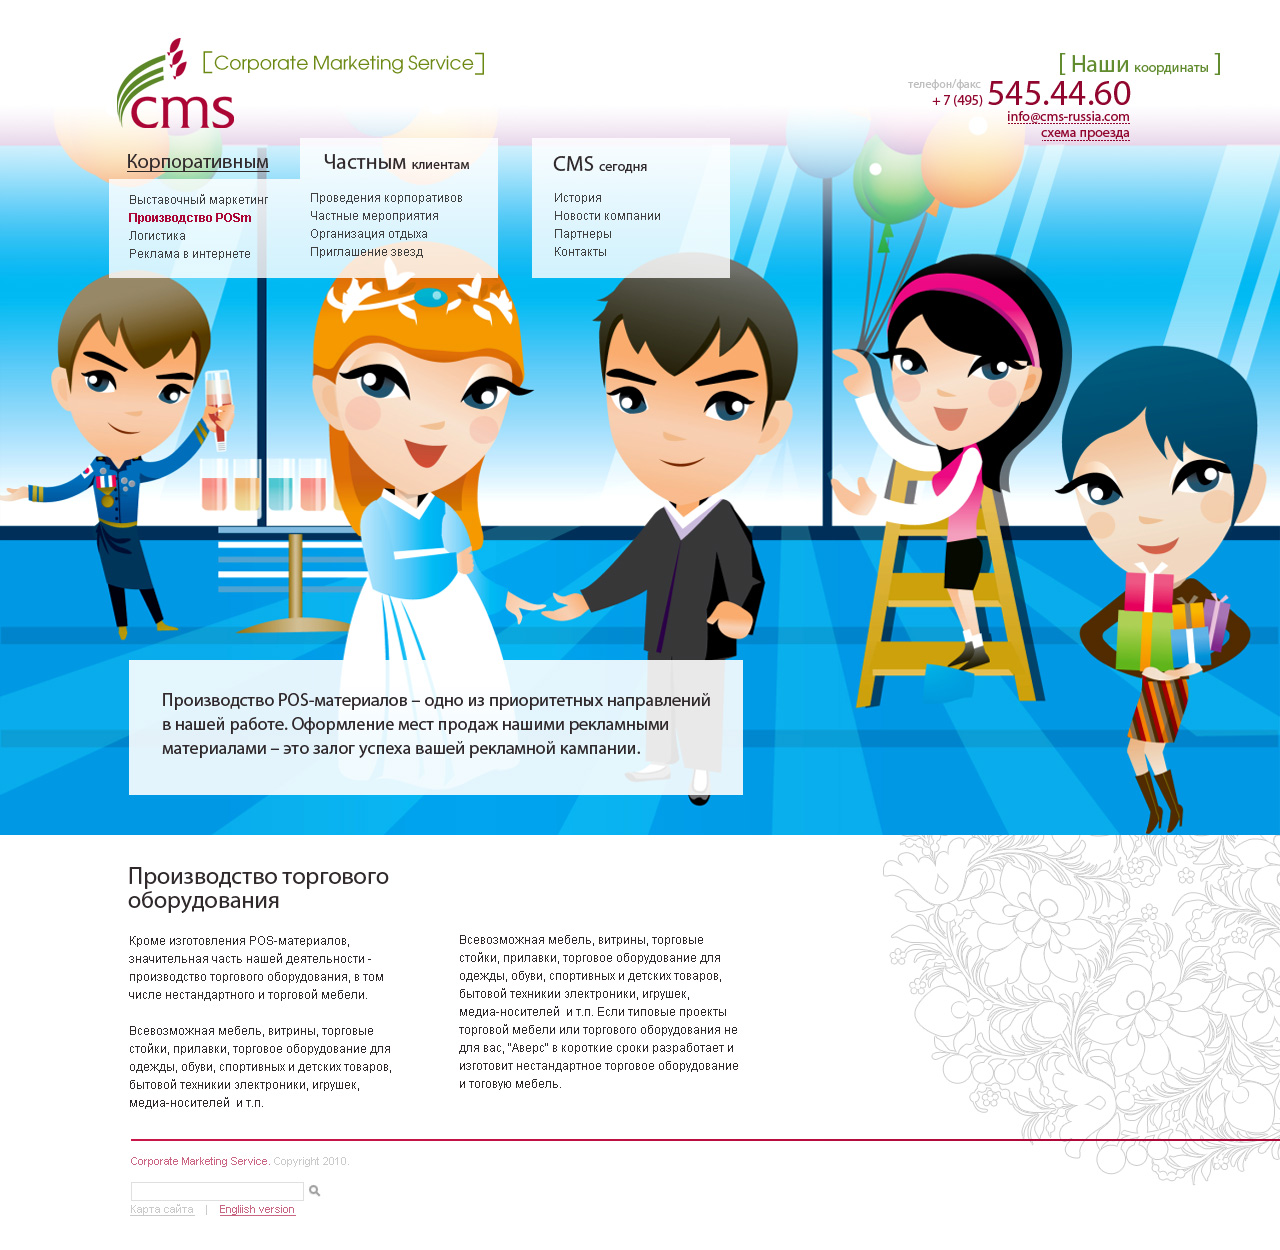 [Corporate Marketing Service]
cms
[ Наши координаты ]
телефон/факс
+ 7 (495) 545.44.60
info@cms-russia.com
схема проезда
Корпоративным
Выставочный маркетинг
Производство POSm
Логистика
Реклама в интернете
Частным клиентам
Проведения корпоративов
Частные мероприятия
Организация отдыха
Приглашение звезд
CMS сегодня
История
Новости компании
Партнеры
Контакты
Производство POS-материалов – одно из приоритетных направлений
в нашей работе. Оформление мест продаж нашими рекламными
материалами – это залог успеха вашей рекламной кампании.
Производство торгового
оборудования
Кроме изготовления POS-материалов,
значительная часть нашей деятельности -
производство торгового оборудования, в том
числе нестандартного и торговой мебели.
Всевозможная мебель, витрины, торговые
стойки, прилавки, торговое оборудование для
одежды, обуви, спортивных и детских товаров,
бытовой техникии электроники, игрушек,
медиа-носителей  и т.п.
Всевозможная мебель, витрины, торговые
стойки, прилавки, торговое оборудование для
одежды, обуви, спортивных и детских товаров,
бытовой техникии электроники, игрушек,
медиа-носителей  и т.п. Если типовые проекты
торговой мебели или торгового оборудования не
для вас, "Аверс" в короткие сроки разработает и
изготовит нестандартное торговое оборудование
и тоговую мебель.
Corporate Marketing Service. Copyright 2010.
Карта сайта | Engliish version